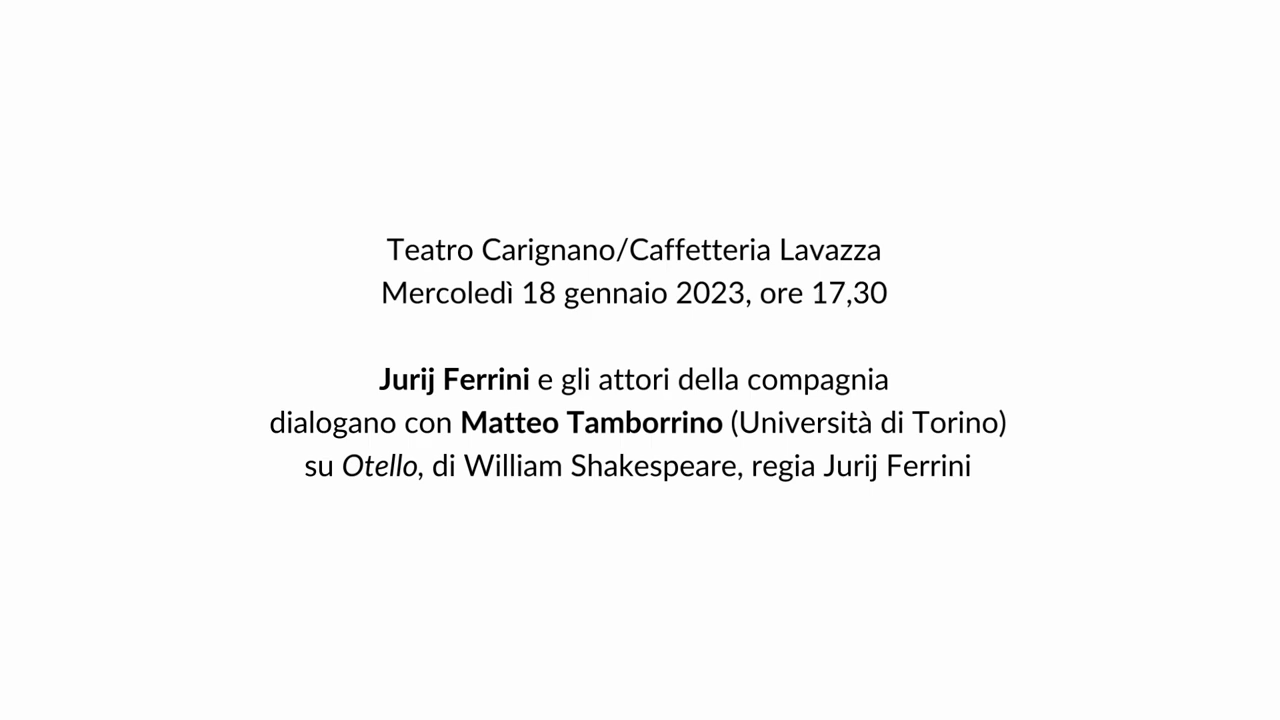 Teatro Carignano/Caffetteria Lavazza
Mercoledì 18 gennaio 2023, ore 17,30
Jurij Ferrini e gli attori della compagnia
dialogano con Matteo Tamborrino (Università di Torino)
su Otello, di William Shakespeare, regia Jurij Ferrini